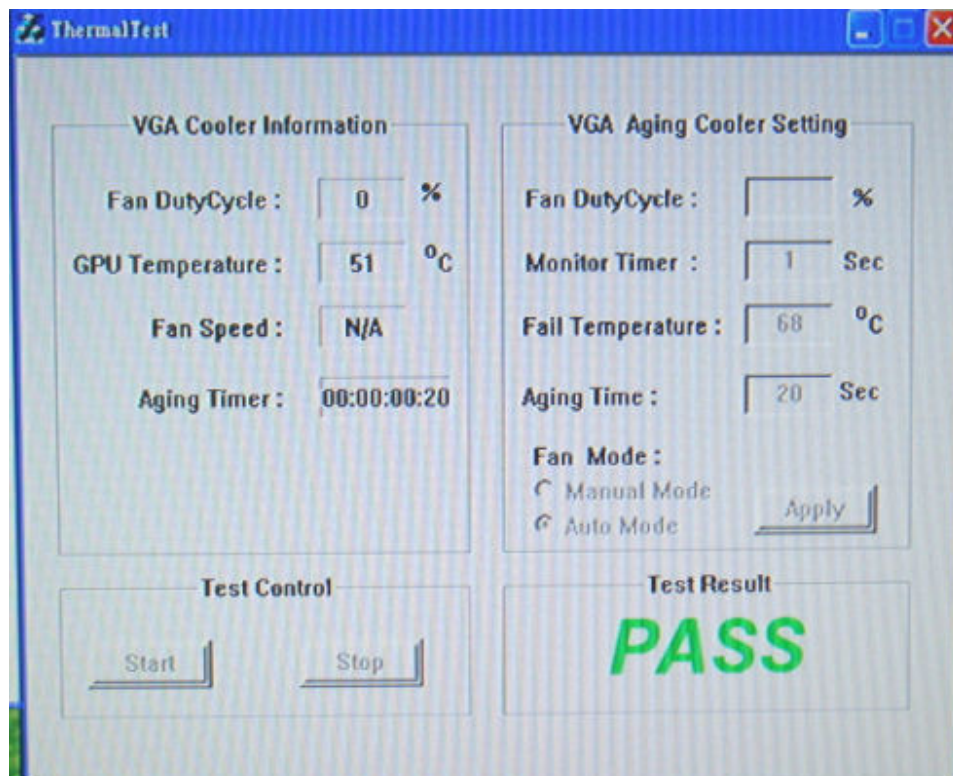 ThermalTest
VGA Cooler Information
Fan DutyCycle : 0 %
GPU Temperature : 51 °C
Fan Speed : N/A
Aging Timer : 00:00:00:20
VGA Aging Cooler Setting
Fan DutyCycle : %
Monitor Timer : 1 Sec
Fail Temperature : 68 °C
Aging Time : 20 Sec
Fan Mode :
Manual Mode
Auto Mode
Apply
Test Control
Start Stop
Test Result
PASS